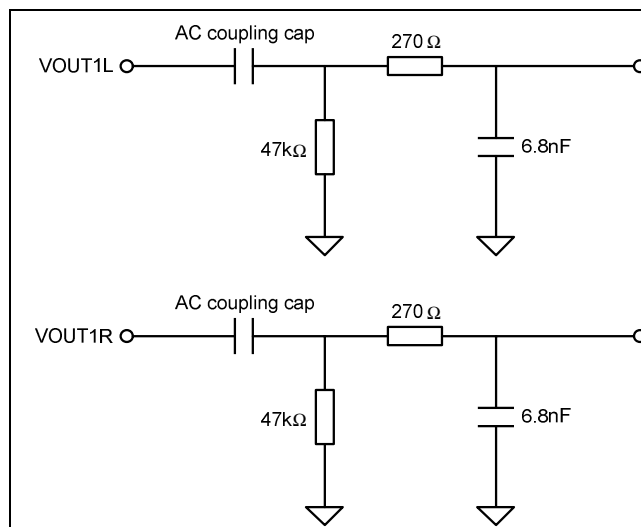 AC coupling cap
270 Ω
VOUT1L
47kΩ
6.8nF
AC coupling cap
270 Ω
VOUT1R
47kΩ
6.8nF